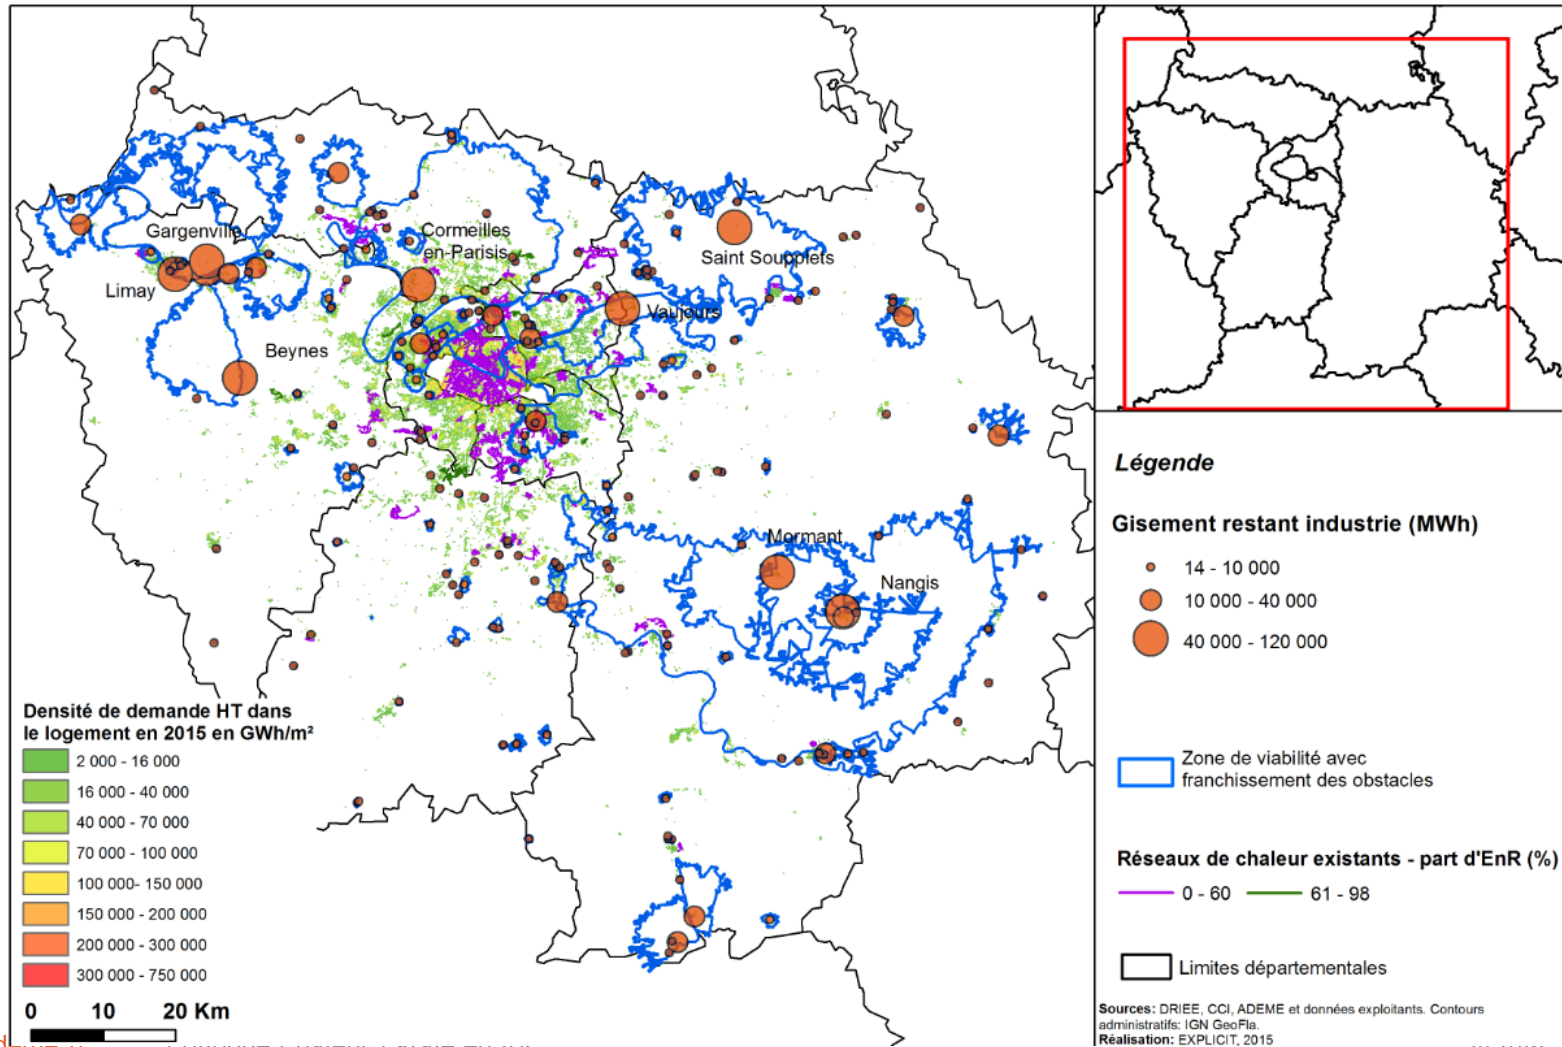 Gargenville
Cormeilles
en-Parisis
Limay
Saint Soupplets
Vaujours
Beynes
Mormant
Nangis
Densité de demande HT dans
le logement en 2015 en GWh/m²
2 000 - 16 000
16 000 - 40 000
40 000 - 70 000
70 000 - 100 000
100 000- 150 000
150 000 - 200 000
200 000 - 300 000
300 000 - 750 000
0 10 20 Km
Légende
Gisement restant industrie (MWh)
14 - 10 000
10 000 - 40 000
40 000 - 120 000
Zone de viabilité avec
franchissement des obstacles
Réseaux de chaleur existants - part d'EnR (%)
0 - 60 61 - 98
Limites départementales
Sources: DRIEE, CCI, ADEME et données exploitants. Contours
administratifs: IGN GeoFla.
Réalisation: EXPLICIT, 2015